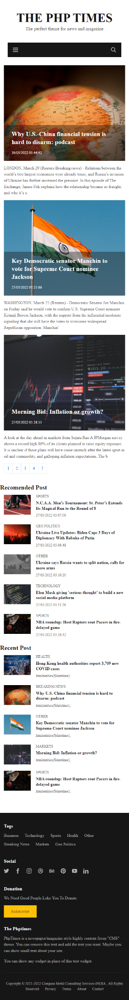 THE PHP TIMES
The perfect theme for news and magazine
CHINA
Why U.S.-China financial tension is
hard to disarm: podcast
30/03/2022 03:44:42
LONDON, March 29 (Reuters Breakingviews) - Relations between the
world's two largest economies were already tense, and Russia's invasion
of Ukraine has further increased the pressure. In this episode of The
Exchange, James Fok explains how the relationship became so fraught,
and why it's u
Key Democratic senator Manchin to
vote for Supreme Court nominee
Jackson
27/03/2022 05:21:06
WASHINGTON, March 25 (Reuters) - Democratic Senator Joe Manchin
on Friday said he would vote to confirm U.S. Supreme Court nominee
Ketanji Brown Jackson, with the support from the influential moderate
signaling that she will have the votes to overcome widespread
Republican opposition. Manchin'
Bitcoin / U.S. Dollar
9203.20
SELL
Technical Analysis
Morning Bid: Inflation or growth?
27/03/2022 05:18:55
A look at the day ahead in markets from Sujata Rao A JPMorgan survey
shows a record high 86% of its clients planned to raise equity exposure.
It is unclear if those plans will have come unstuck after the latest spurt in
oil and commodity, and galloping inflation expectations. The b
1 2 3 4 5
Recomended Post
SPORTS
N.C.A.A. Men's Tournament: St. Peter's Extends
Its Magical Run to the Round of 8
27/03/2022 05:07:06
GEO POLITICS
Ukraine Live Updates: Biden Caps 3 Days of
Diplomacy With Rebuke of Putin
27/03/2022 05:08:48
OTHER
Ukraine says Russia wants to split nation, calls for
more arms
27/03/2022 05:10:20
TECHNOLOGY
Elon Musk giving 'serious thought' to build a new
social media platform
27/03/2022 05:11:26
SPORTS
NBA roundup: Host Raptors rout Pacers in fire-
delayed game
27/03/2022 05:16:32
Recent Post
HEALTH
Hong Kong health authorities report 3,709 new
COVID cases
htmlentities($datetime);
BREAKING NEWS
Why U.S.-China financial tension is hard to
disarm: podcast
htmlentities($datetime);
OTHER
Key Democratic senator Manchin to vote for
Supreme Court nominee Jackson
htmlentities($datetime);
MARKETS
Morning Bid: Inflation or growth?
htmlentities($datetime);
SPORTS
NBA roundup: Host Raptors rout Pacers in fire-
delayed game
htmlentities($datetime);
Tags
Business Technology Sports Health Other
Breaking News Markets Geo Politics
Social
Donation
We Need Good People Loke You To Donate
Subscribe
The Phptimes
PhpTimes is a newspaper/magazine style highly content focus "CMS"
theme. You can remove this text and add the text you want. Maybe you
can show small text about your site.
You can show any widget in place of this text widget.
Copyright © 2021-2022 Compass Metal Consulting Services-INDIA , All Rights
Reserved Privacy Terms About Contact